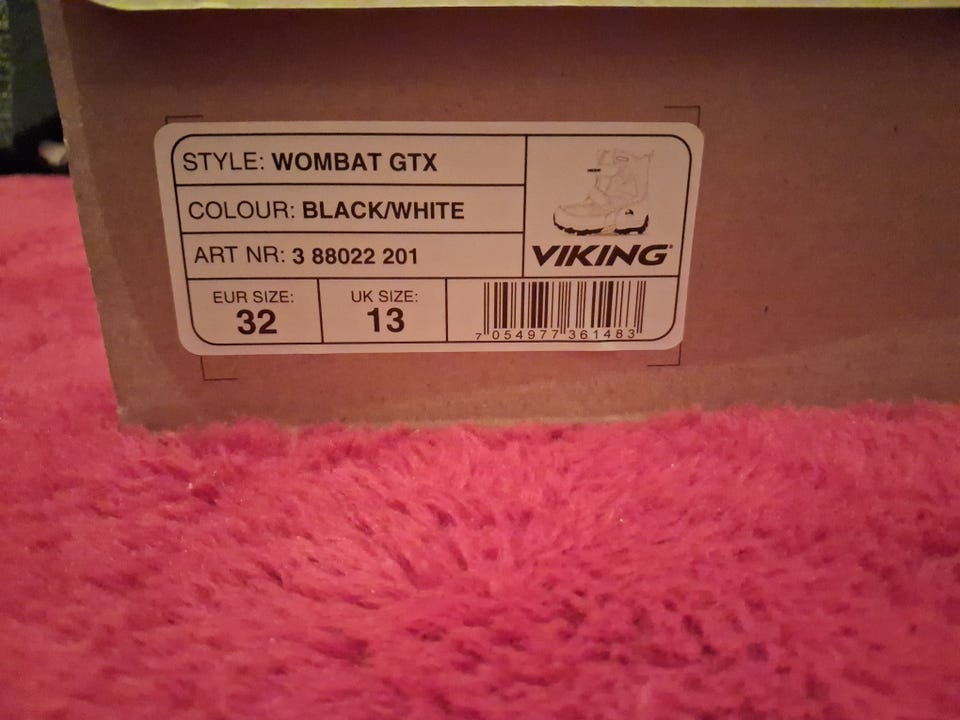 STYLE: WOMBAT GTX
COLOUR: BLACK/WHITE
ART NR: 3 88022 201
VIKING
EUR SIZE:
32
UK SIZE:
13
7 054977 361483